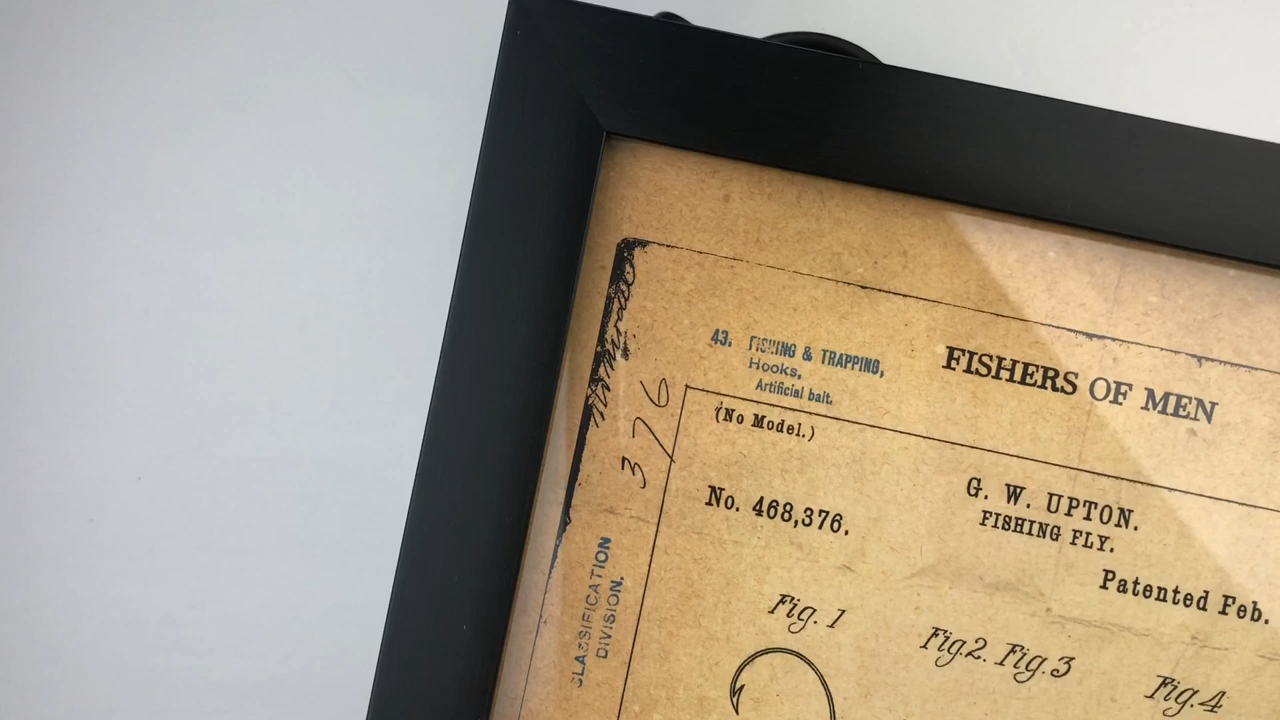 43. FISHING & TRAPPING,
Hooks,
Artificial bait.
FISHERS OF MEN
(No Model.)
G. W. UPTON.
FISHING FLY.
No. 468,376.
Patented Feb.
376
CLASSIFICATION
DIVISION.
Fig. 1
Fig. 2. Fig. 3
Fig. 4